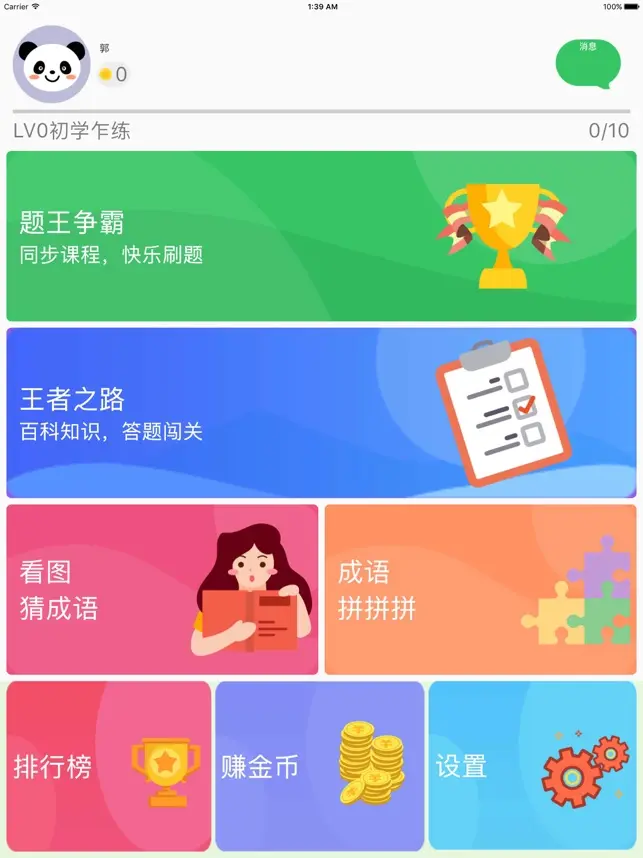 Carrier
1:39 AM
100%
郭
0
消息
LV0初学乍练
0/10
题王争霸
同步课程，快乐刷题
王者之路
百科知识，答题闯关
看图
猜成语
成语
拼拼拼
排行榜
赚金币
设置